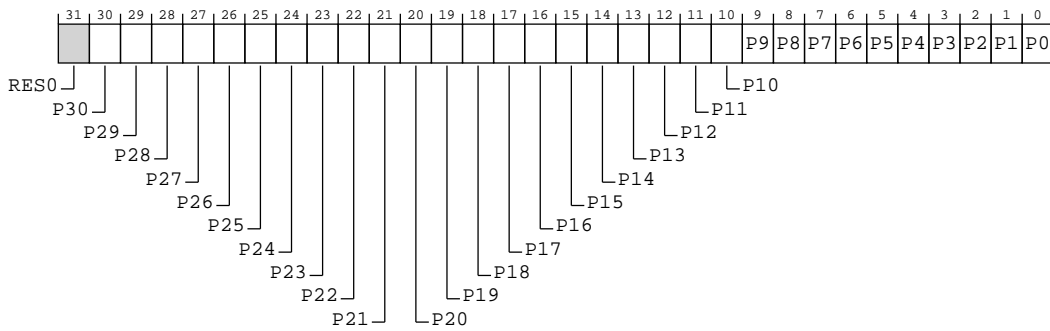 31 30 29 28 27 26 25 24 23 22 21 20 19 18 17 16 15 14 13 12 11 10 9 8 7 6 5 4 3 2 1 0
P9 P8 P7 P6 P5 P4 P3 P2 P1 P0
RES0 P10
P30 P11
P29 P12
P28 P13
P27 P14
P26 P15
P25 P16
P24 P17
P23 P18
P22 P19
P21 P20